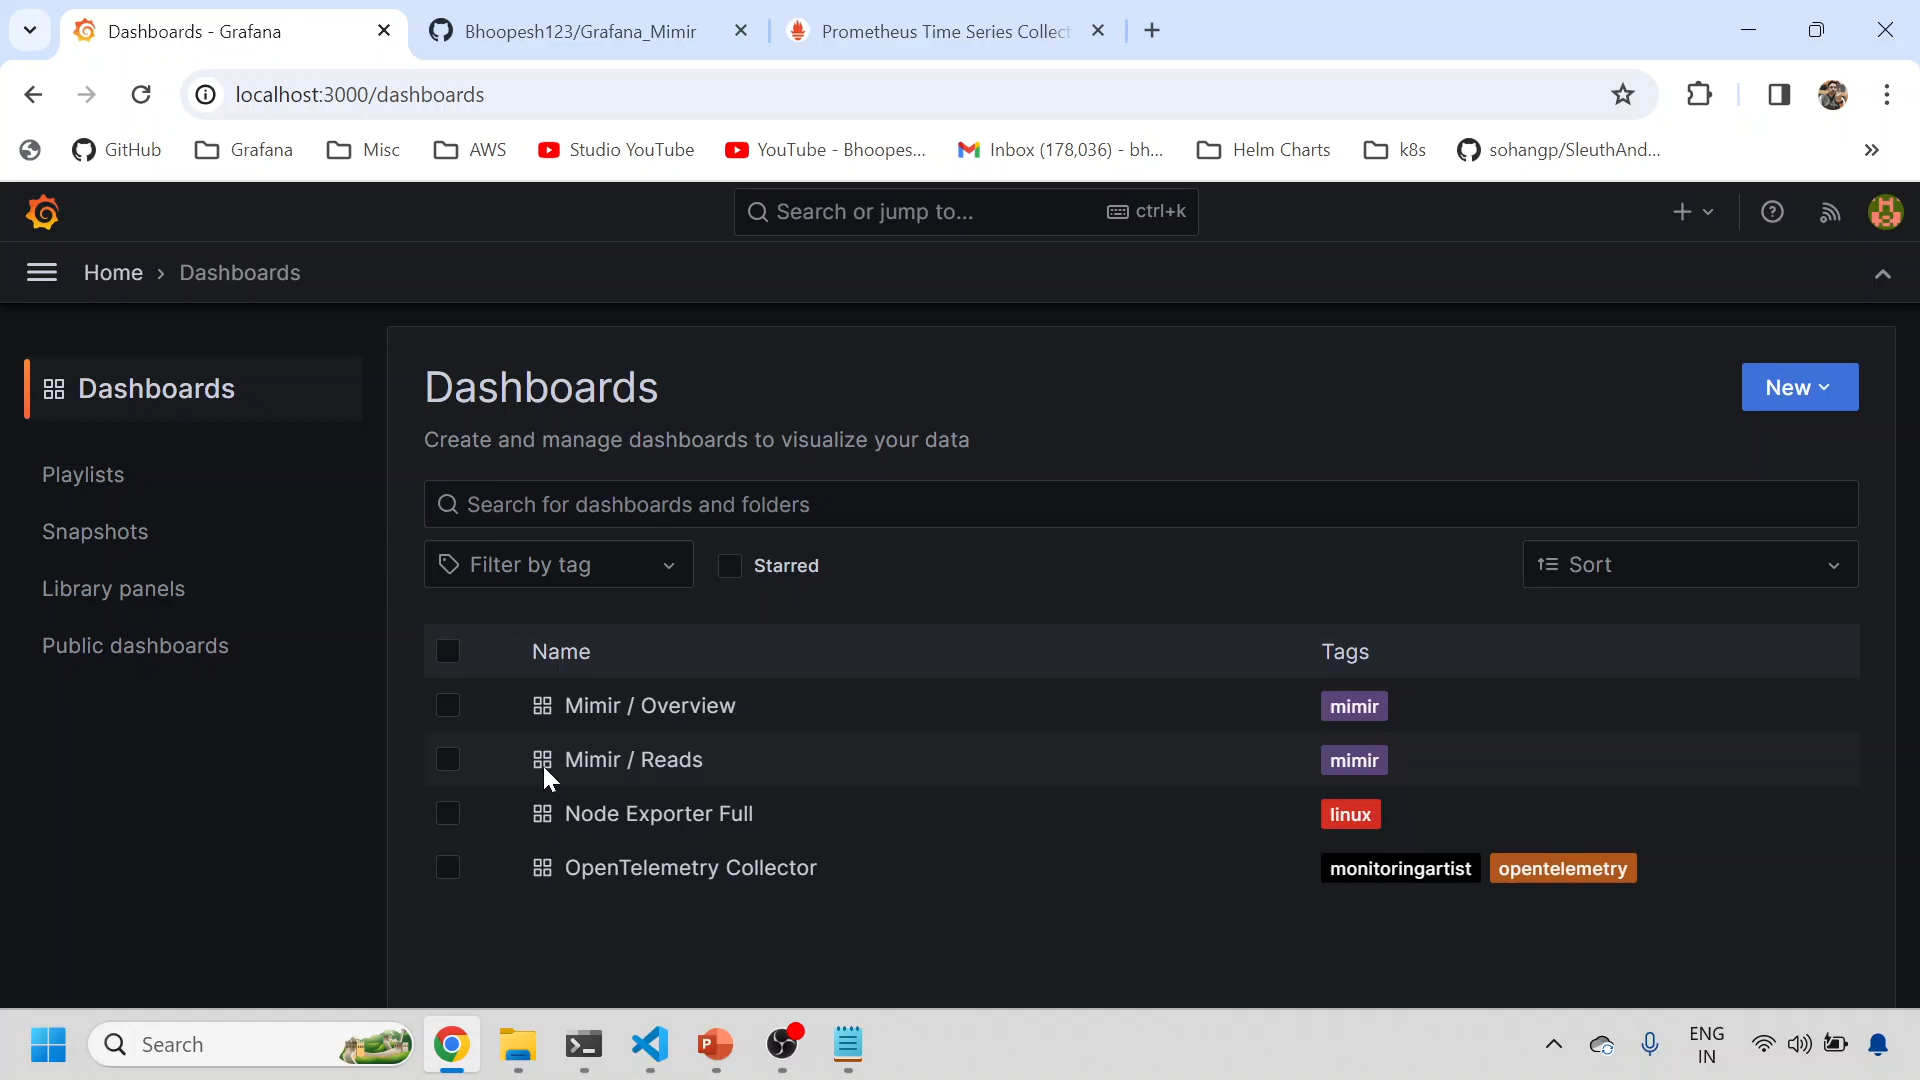 Dashboards - Grafana
Bhoopesh123/Grafana_Mimir
Prometheus Time Series Collect
localhost:3000/dashboards
GitHub
Grafana
Misc
AWS
Studio YouTube
YouTube - Bhoopes...
Inbox (178,036) - bh...
Helm Charts
k8s
sohangp/SleuthAnd...
Search or jump to...
ctrl+k
Home › Dashboards
Dashboards
Playlists
Snapshots
Library panels
Public dashboards
Dashboards
New
Create and manage dashboards to visualize your data
Search for dashboards and folders
Filter by tag
Starred
Sort
Name
Tags
Mimir / Overview
mimir
Mimir / Reads
mimir
Node Exporter Full
linux
OpenTelemetry Collector
monitoringartist
opentelemetry
Search
ENG
IN